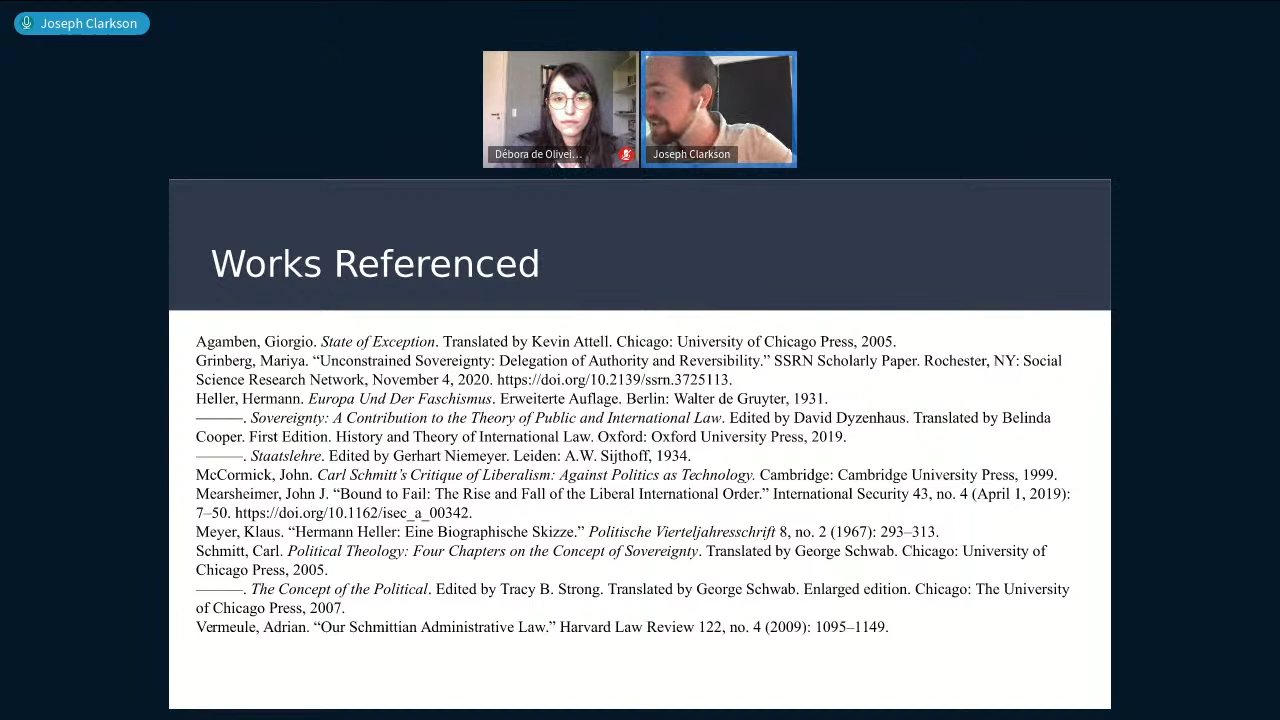 Joseph Clarkson
Débora de Olivei...
Joseph Clarkson
Works Referenced
Agamben, Giorgio. State of Exception. Translated by Kevin Attell. Chicago: University of Chicago Press, 2005.
Grinberg, Mariya. “Unconstrained Sovereignty: Delegation of Authority and Reversibility.” SSRN Scholarly Paper. Rochester, NY: Social
Science Research Network, November 4, 2020. https://doi.org/10.2139/ssrn.3725113.
Heller, Hermann. Europa Und Der Faschismus. Erweiterte Auflage. Berlin: Walter de Gruyter, 1931.
———. Sovereignty: A Contribution to the Theory of Public and International Law. Edited by David Dyzenhaus. Translated by Belinda
Cooper. First Edition. History and Theory of International Law. Oxford: Oxford University Press, 2019.
———. Staatslehre. Edited by Gerhart Niemeyer. Leiden: A.W. Sijthoff, 1934.
McCormick, John. Carl Schmitt’s Critique of Liberalism: Against Politics as Technology. Cambridge: Cambridge University Press, 1999.
Mearsheimer, John J. “Bound to Fail: The Rise and Fall of the Liberal International Order.” International Security 43, no. 4 (April 1, 2019):
7–50. https://doi.org/10.1162/isec_a_00342.
Meyer, Klaus. “Hermann Heller: Eine Biographische Skizze.” Politische Vierteljahresschrift 8, no. 2 (1967): 293–313.
Schmitt, Carl. Political Theology: Four Chapters on the Concept of Sovereignty. Translated by George Schwab. Chicago: University of
Chicago Press, 2005.
———. The Concept of the Political. Edited by Tracy B. Strong. Translated by George Schwab. Enlarged edition. Chicago: The University
of Chicago Press, 2007.
Vermeule, Adrian. “Our Schmittian Administrative Law.” Harvard Law Review 122, no. 4 (2009): 1095–1149.